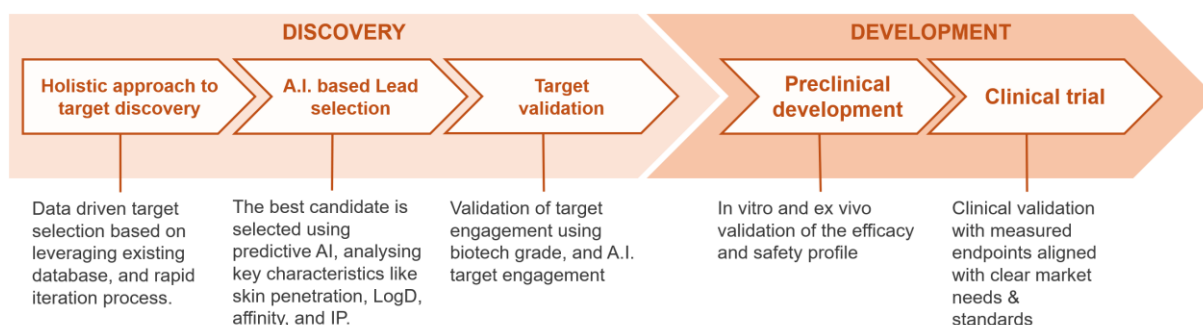 DISCOVERY
DEVELOPMENT
Holistic approach to
target discovery
A.I. based Lead
selection
Target
validation
Preclinical
development
Clinical trial
Data driven target
selection based on
leveraging existing
database, and rapid
iteration process.
The best candidate is
selected using
predictive AI, analysing
key characteristics like
skin penetration, LogD,
affinity, and IP.
Validation of target
engagement using
biotech grade, and A.I.
target engagement
In vitro and ex vivo
validation of the efficacy
and safety profile
Clinical validation
with measured
endpoints aligned
with clear market
needs &
standards